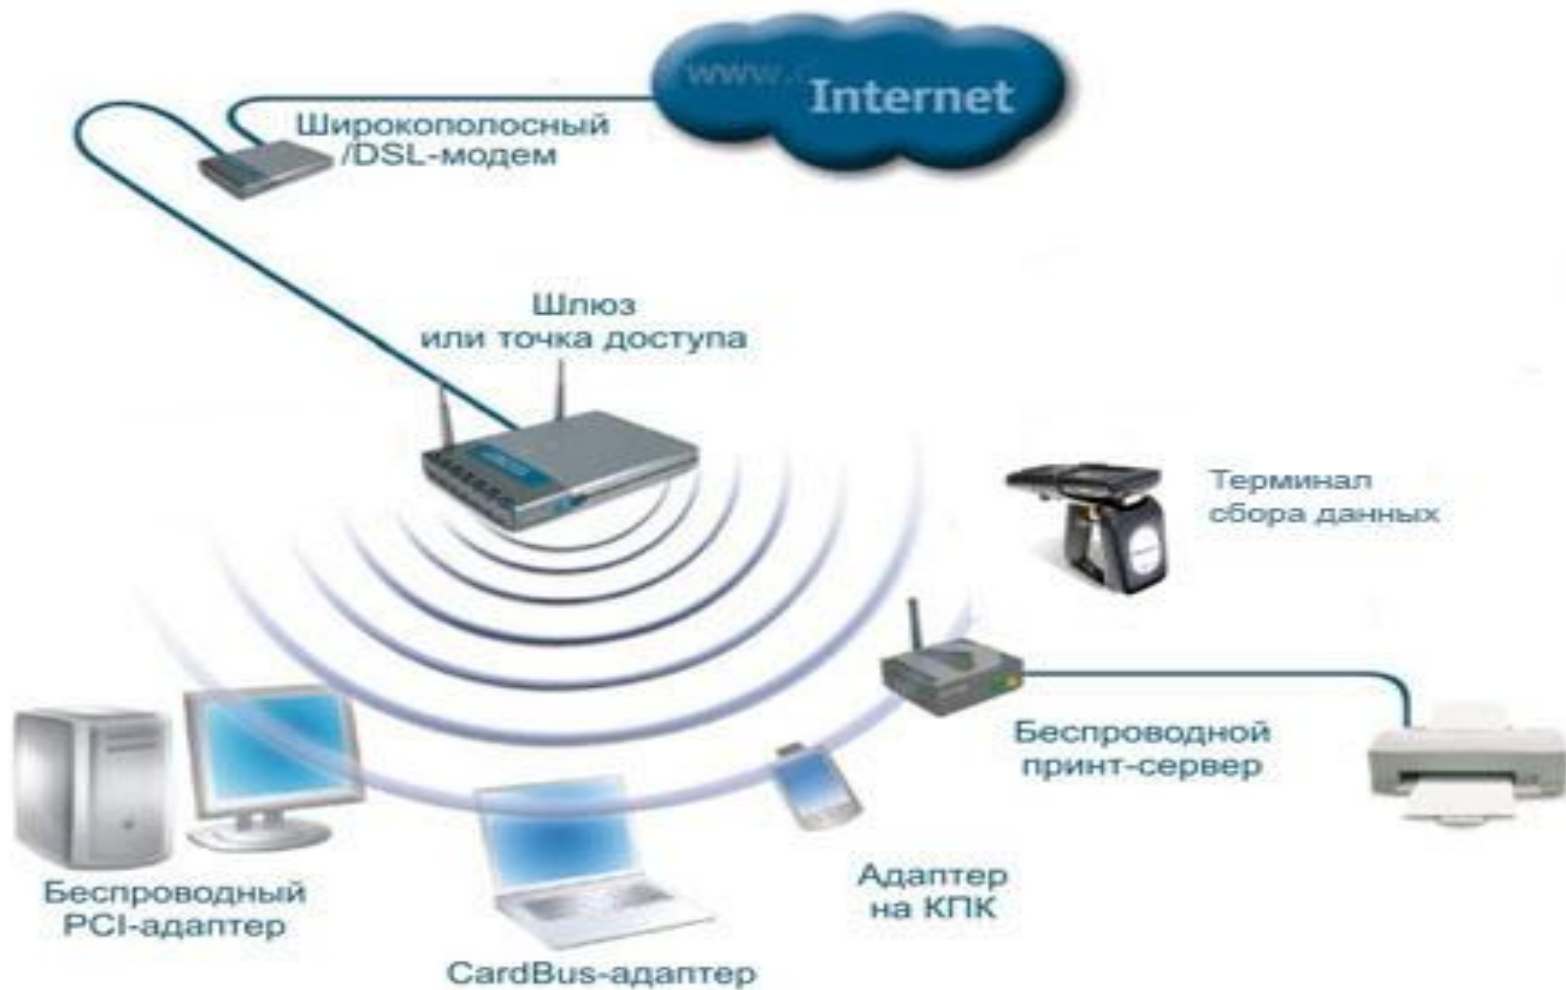 www.
Internet
Широкополосный
/DSL-модем
Шлюз
или точка доступа
Терминал
сбора данных
Беспроводной
принт-сервер
Адаптер
на КПК
Беспроводный
PCI-адаптер
CardBus-адаптер